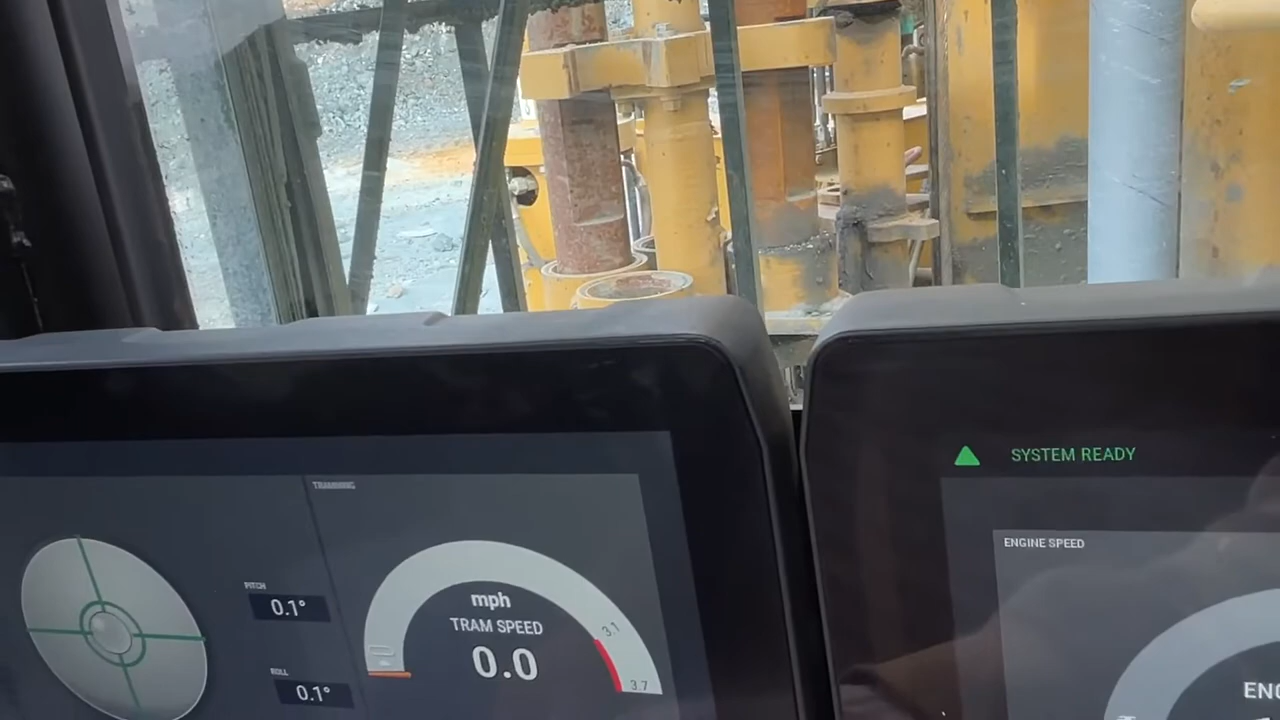 TRAMMING
PITCH
0.1°
ROLL
0.1°
mph
TRAM SPEED
0.0
3.1
3.7
SYSTEM READY
ENGINE SPEED